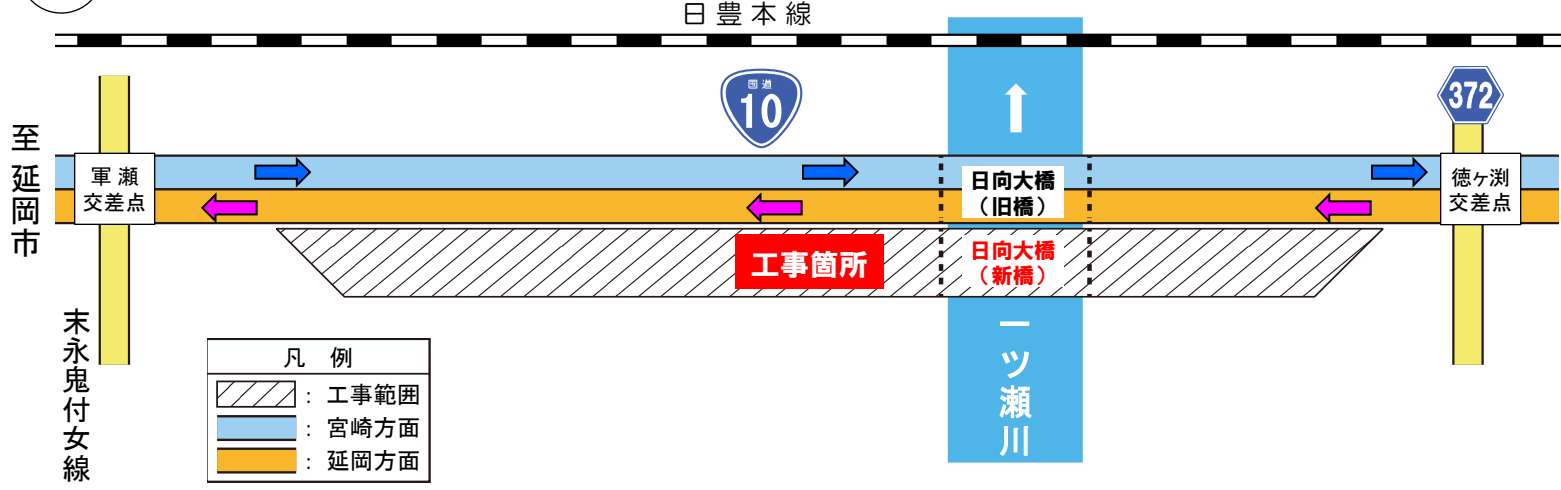 日豊本線
国道
10
372
至延岡市
軍瀬
交差点
日向大橋
（旧橋）
徳ヶ渕
交差点
工事箇所
日向大橋
（新橋）
末永鬼付女線
一ツ瀬川
凡 例
： 工事範囲
： 宮崎方面
： 延岡方面